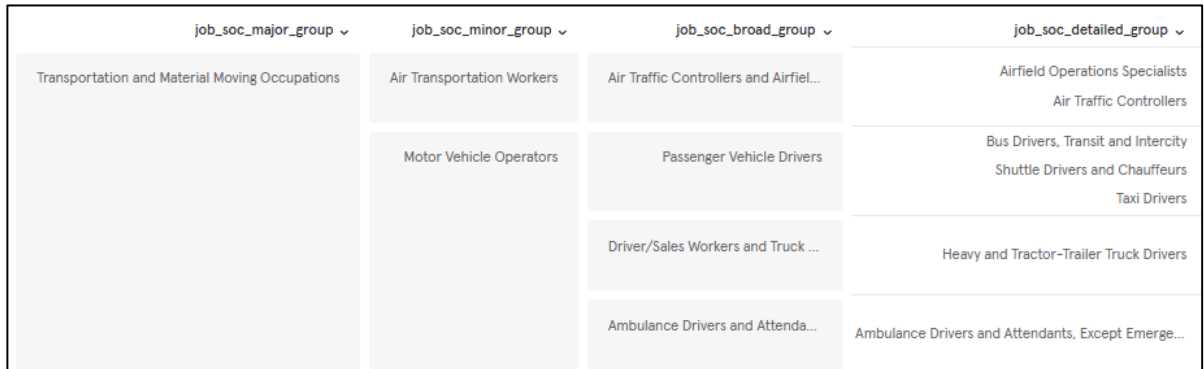 job_soc_major_group
job_soc_minor_group
job_soc_broad_group
job_soc_detailed_group
Transportation and Material Moving Occupations
Air Transportation Workers
Air Traffic Controllers and Airfiel...
Airfield Operations Specialists
Air Traffic Controllers
Motor Vehicle Operators
Passenger Vehicle Drivers
Bus Drivers, Transit and Intercity
Shuttle Drivers and Chauffeurs
Taxi Drivers
Driver/Sales Workers and Truck ...
Heavy and Tractor-Trailer Truck Drivers
Ambulance Drivers and Attenda...
Ambulance Drivers and Attendants, Except Emerge...